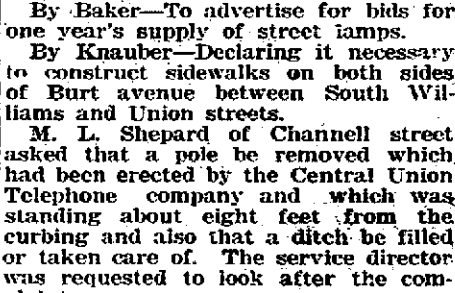 By Baker—To advertise for bids for
one year's supply of street lamps.
By Knauber—Declaring it necessary
to construct sidewalks on both sides
of Burt avenue between South Wil-
liams and Union streets.
M. L. Shepard of Channell street
asked that a pole be removed which
had been erected by the Central Union
Telephone company and which was
standing about eight feet from the
curbing and also that a ditch be filled
or taken care of. The service director
was requested to look after the com-